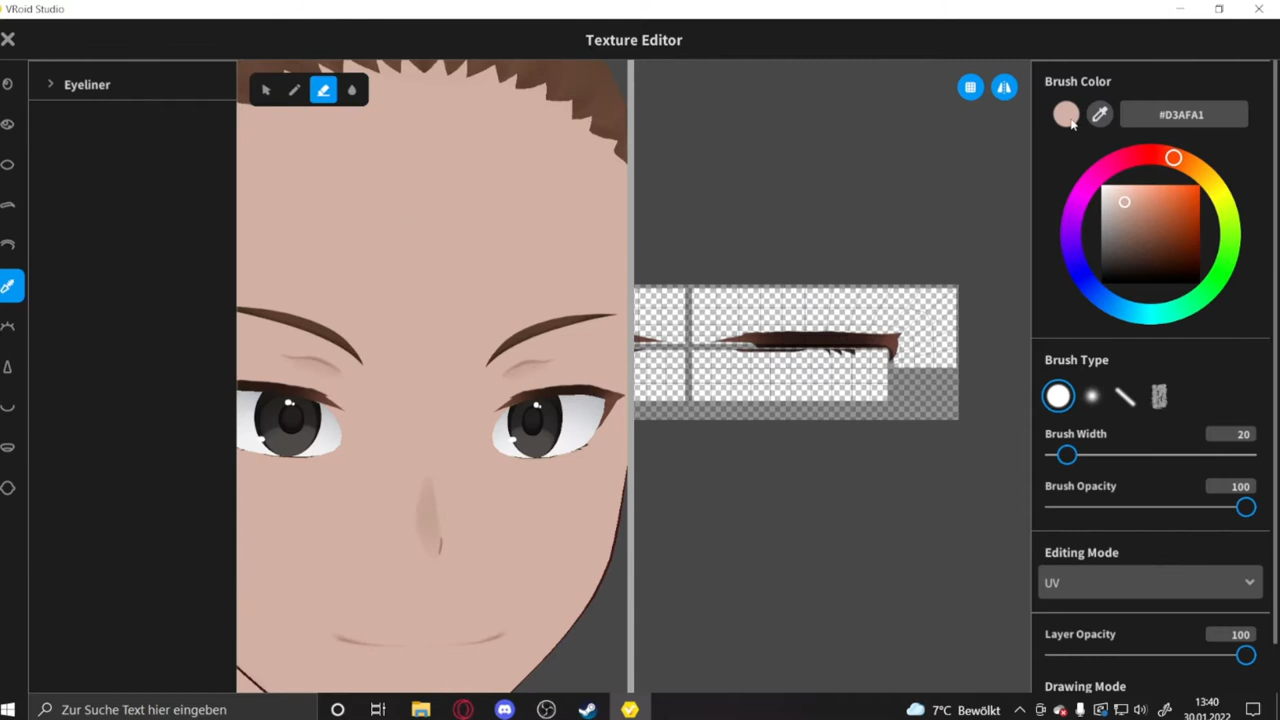 VRoid Studio
Texture Editor
Eyeliner
Brush Color
#D3AFA1
Brush Type
Brush Width
20
Brush Opacity
100
Editing Mode
UV
Layer Opacity
100
Drawing Mode
Zur Suche Text hier eingeben
7°C Bewölkt
13:40
30.01.2022